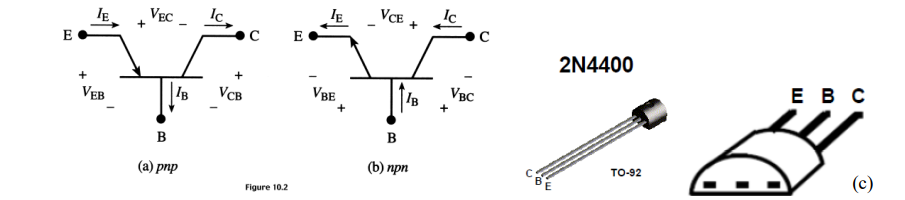 I_E + V_EC − I_C
E C
+ V_EB − I_B + V_CB −
B
(a) pnp
I_E − V_CE + I_C
E C
− V_BE + I_B − V_BC +
B
(b) npn
Figure 10.2
2N4400
C
B
E
TO-92
E B C
(c)